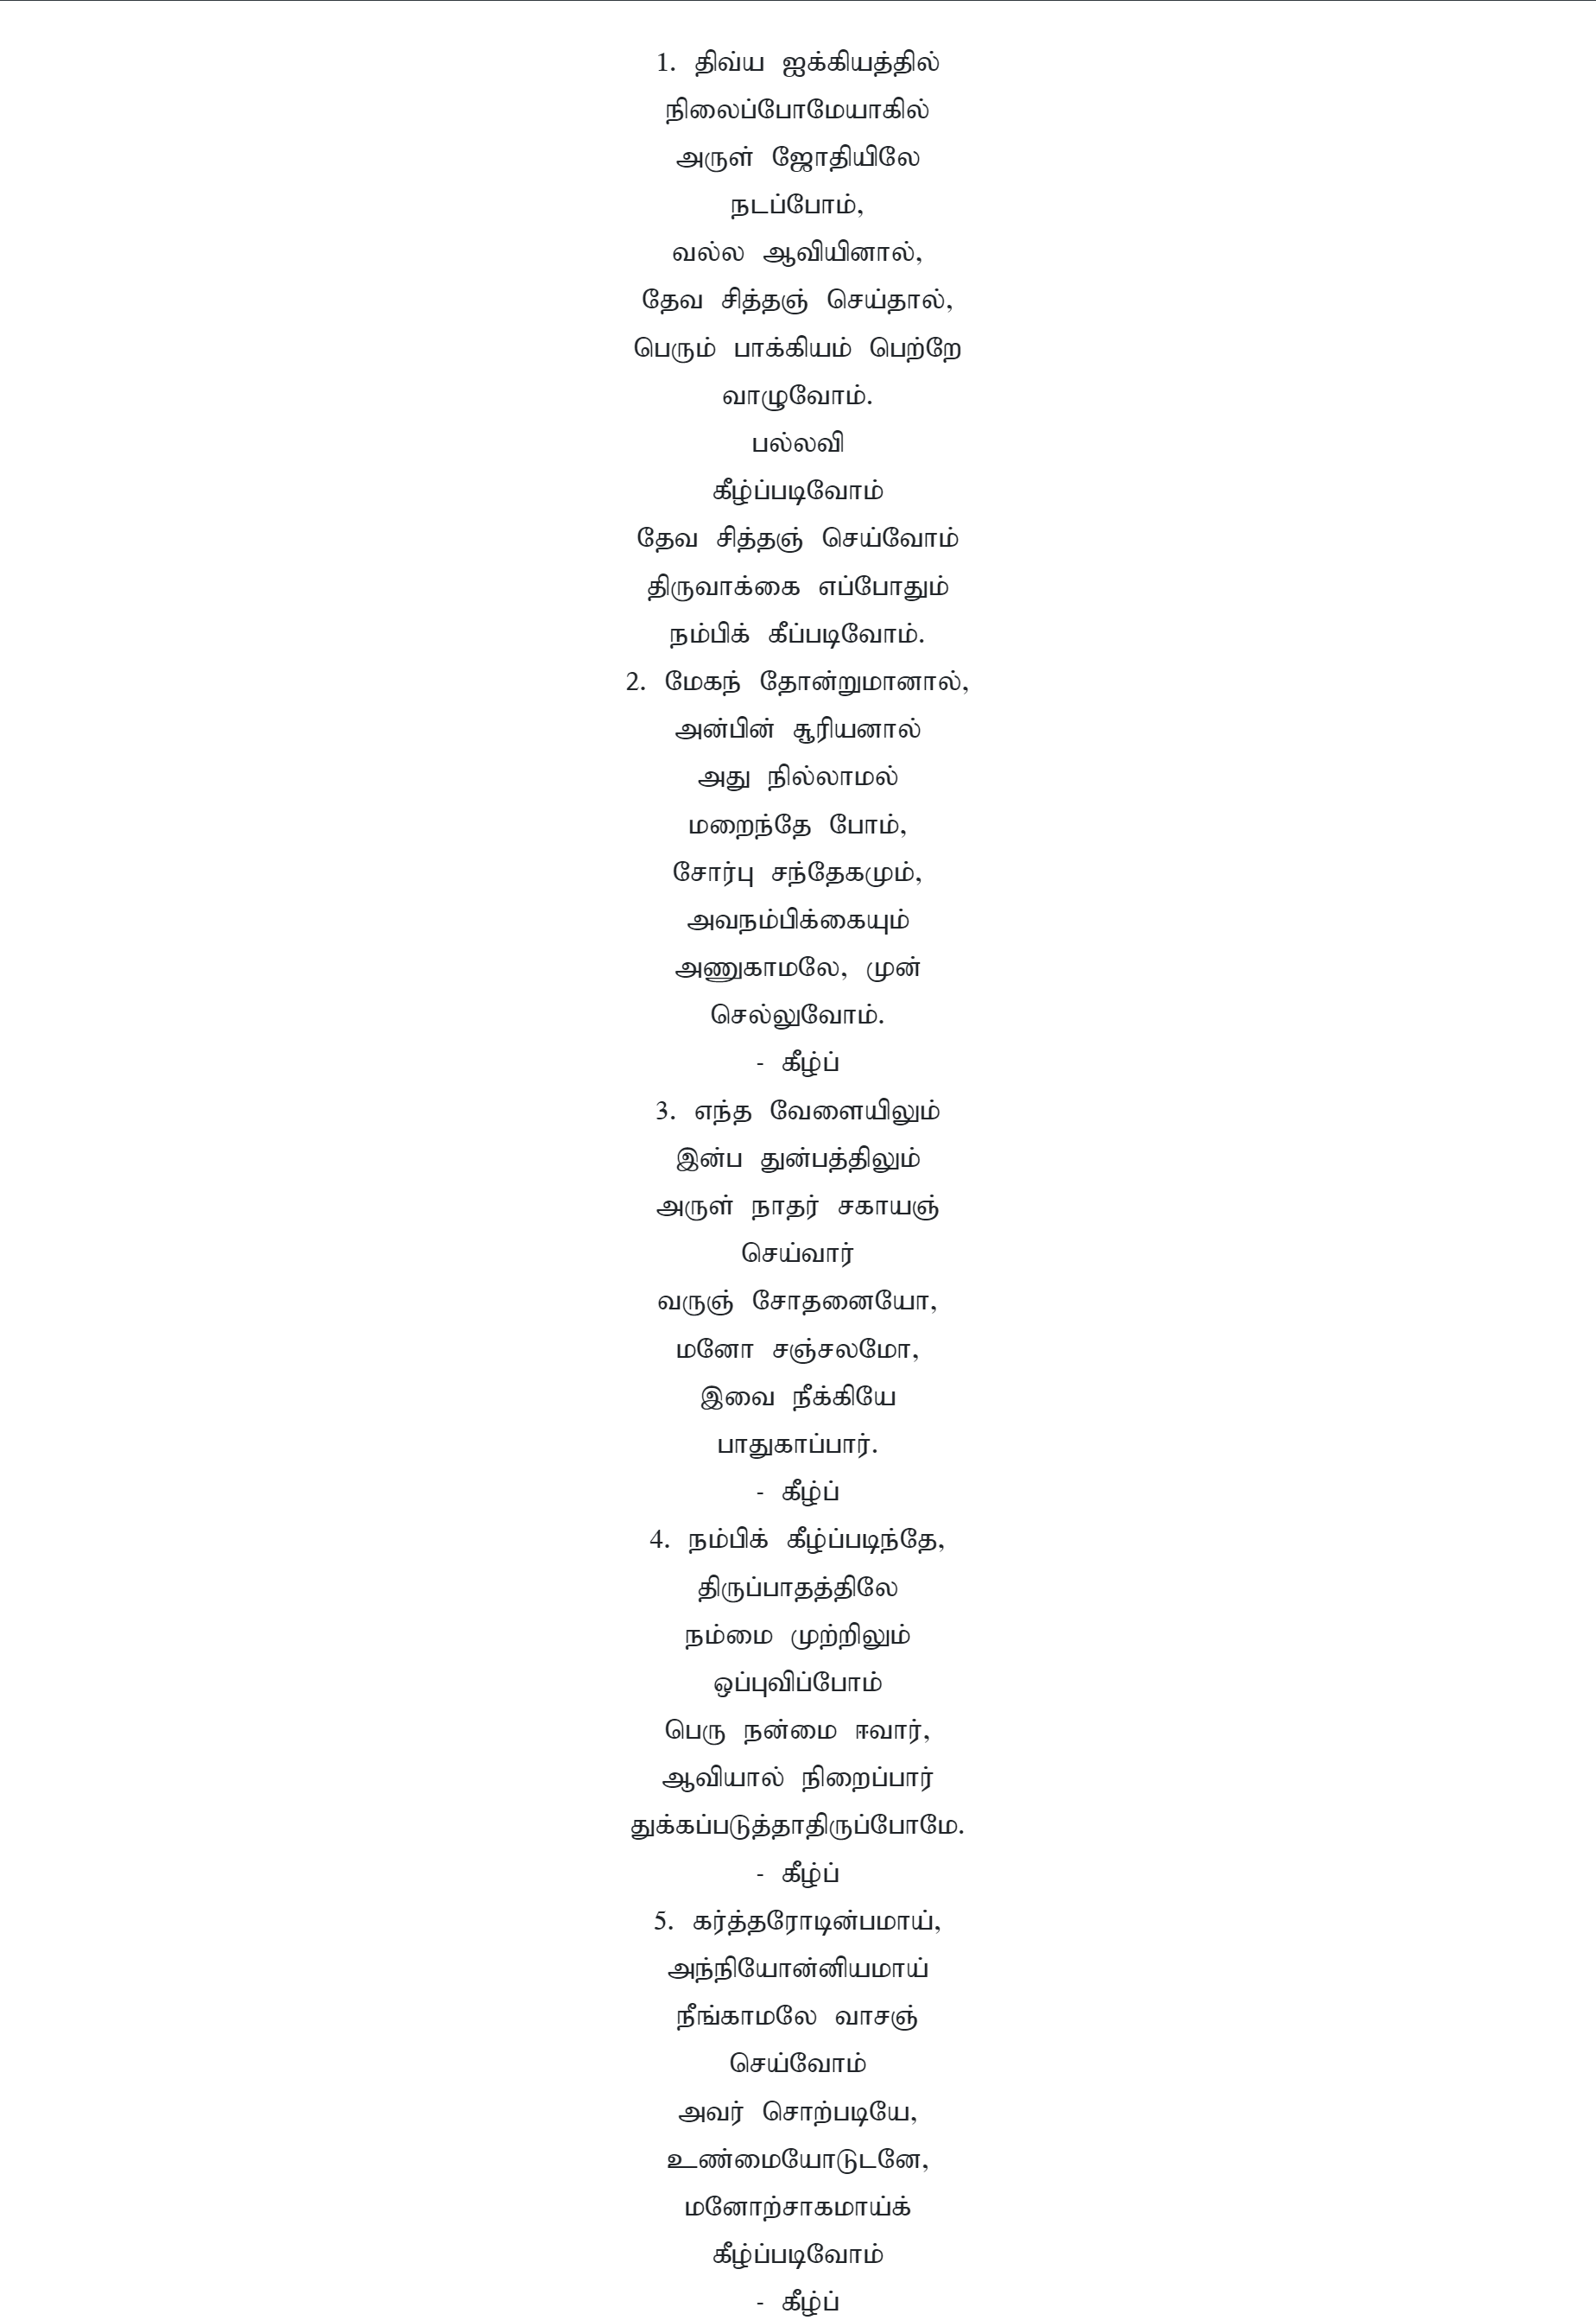 1. திவ்ய ஐக்கியத்தில்
நிலைப்போமேயாகில்
அருள் ஜோதியிலே
நடப்போம்,
வல்ல ஆவியினால்,
தேவ சித்தஞ் செய்தால்,
பெரும் பாக்கியம் பெற்றே
வாழுவோம்.
பல்லவி
கீழ்ப்படிவோம்
தேவ சித்தஞ் செய்வோம்
திருவாக்கை எப்போதும்
நம்பிக் கீப்படிவோம்.
2. மேகந் தோன்றுமானால்,
அன்பின் சூரியனால்
அது நில்லாமல்
மறைந்தே போம்,
சோர்பு சந்தேகமும்,
அவநம்பிக்கையும்
அணுகாமலே, முன்
செல்லுவோம்.
- கீழ்ப்
3. எந்த வேளையிலும்
இன்ப துன்பத்திலும்
அருள் நாதர் சகாயஞ்
செய்வார்
வருஞ் சோதனையோ,
மனோ சஞ்சலமோ,
இவை நீக்கியே
பாதுகாப்பார்.
- கீழ்ப்
4. நம்பிக் கீழ்ப்படிந்தே,
திருப்பாதத்திலே
நம்மை முற்றிலும்
ஒப்புவிப்போம்
பெரு நன்மை ஈவார்,
ஆவியால் நிறைப்பார்
துக்கப்படுத்தாதிருப்போமே.
- கீழ்ப்
5. கர்த்தரோடின்பமாய்,
அந்நியோன்னியமாய்
நீங்காமலே வாசஞ்
செய்வோம்
அவர் சொற்படியே,
உண்மையோடுடனே,
மனோற்சாகமாய்க்
கீழ்ப்படிவோம்
- கீழ்ப்